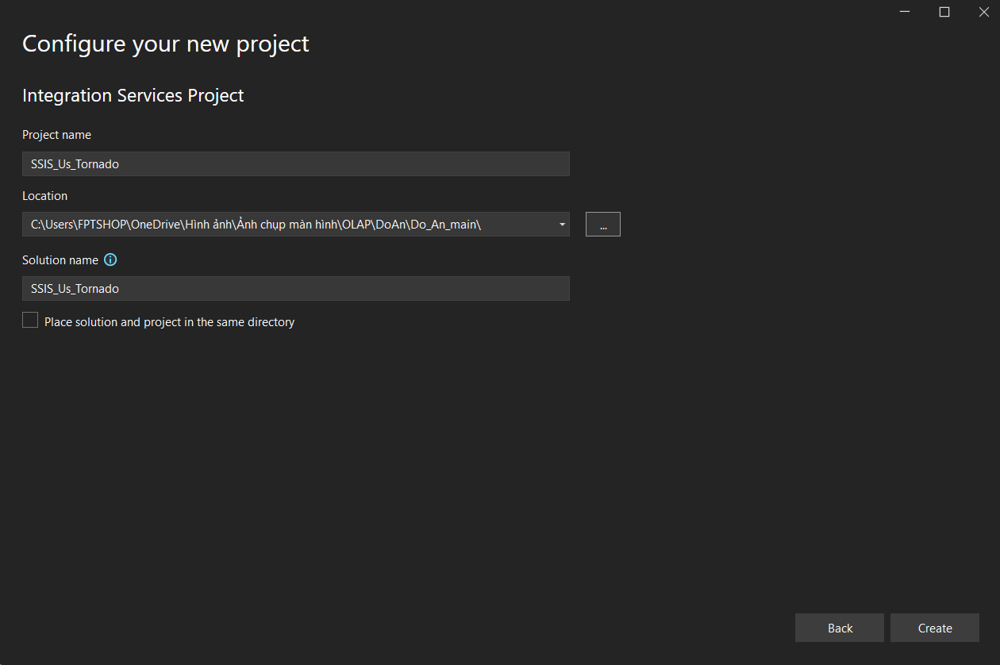 Configure your new project
Integration Services Project
Project name
SSIS_Us_Tornado
Location
C:\Users\FPTSHOP\OneDrive\Hình ảnh\Ảnh chụp màn hình\OLAP\DoAn\Do_An_main\
...
Solution name
SSIS_Us_Tornado
Place solution and project in the same directory
Back
Create